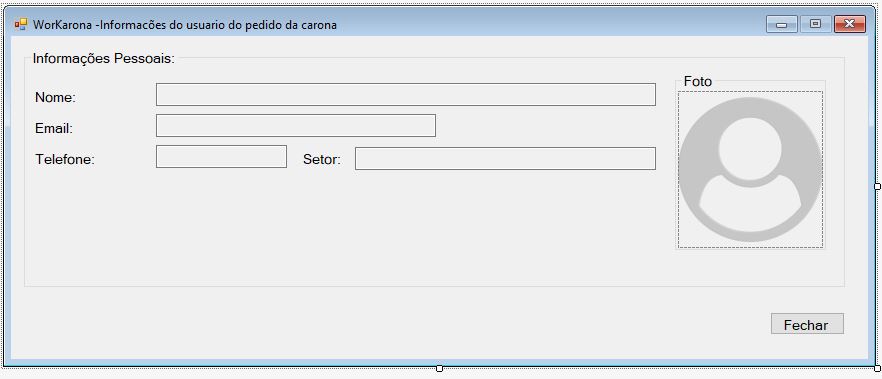 WorKarona -Informacões do usuario do pedido da carona
Informações Pessoais:
Foto
Nome:
Email:
Telefone:
Setor:
Fechar